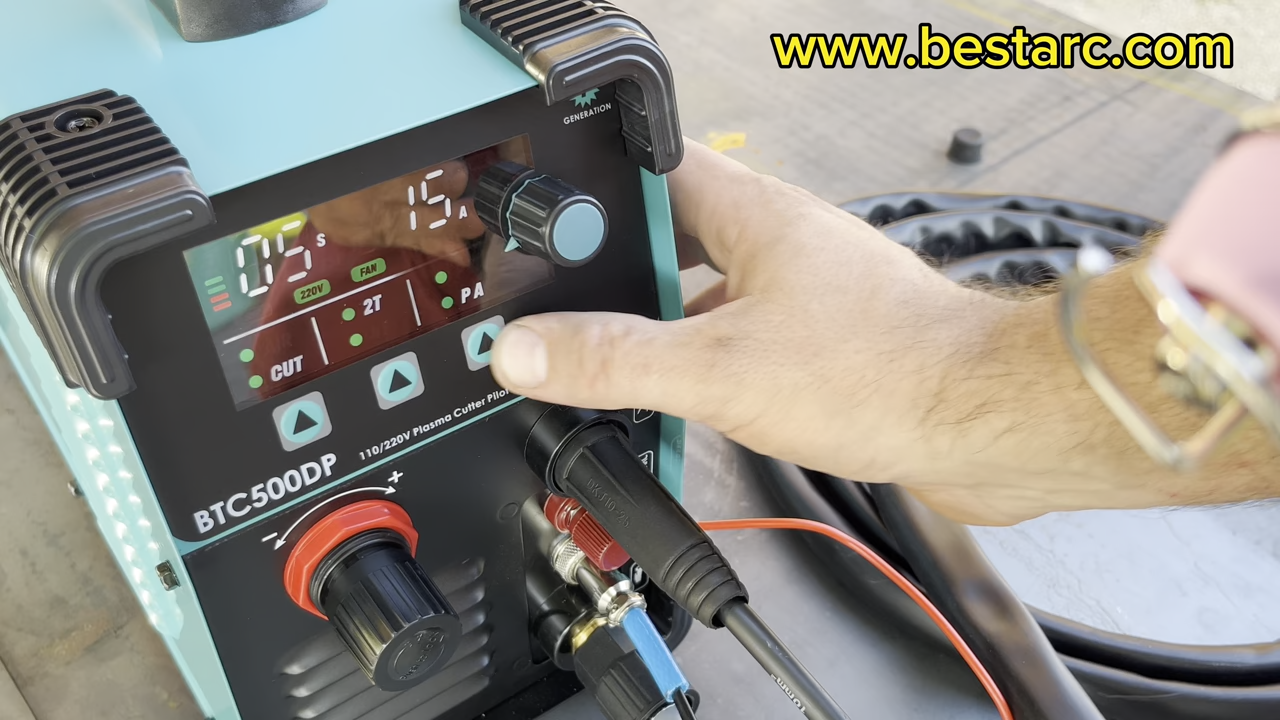 www.bestarc.com
GENERATION
15 A
05 S
220V FAN
CUT
2T
PA
110/220V Plasma Cutter Pilot
BTC500DP
- +